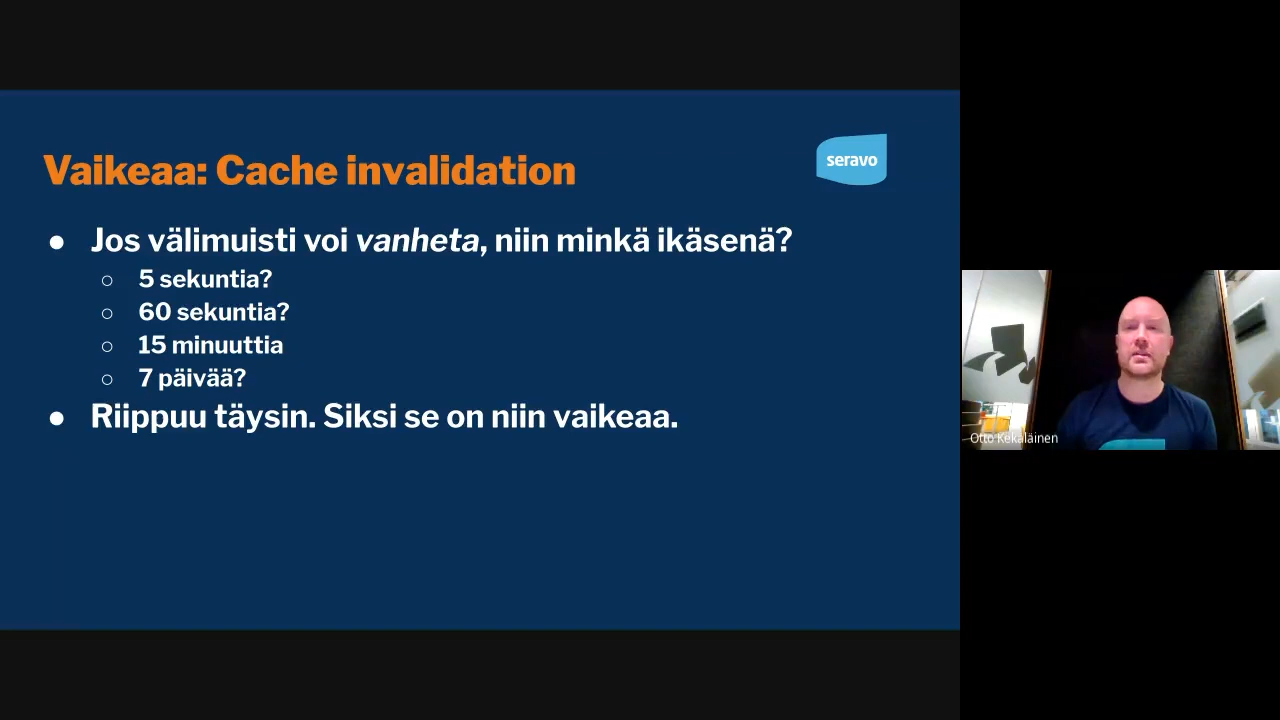 Vaikeaa: Cache invalidation
seravo
● Jos välimuisti voi vanheta, niin minkä ikäsenä?
○ 5 sekuntia?
○ 60 sekuntia?
○ 15 minuuttia
○ 7 päivää?
● Riippuu täysin. Siksi se on niin vaikeaa.
Otto Kekäläinen